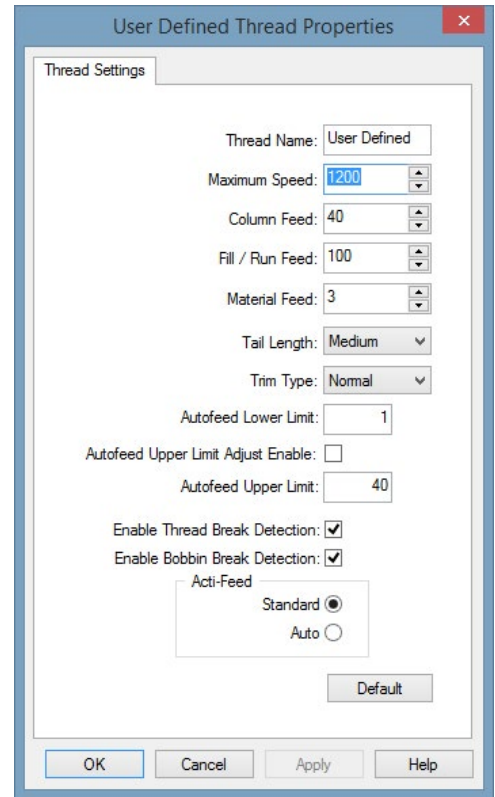 User Defined Thread Properties
Thread Settings
Thread Name: User Defined
Maximum Speed: 1200
Column Feed: 40
Fill / Run Feed: 100
Material Feed: 3
Tail Length: Medium
Trim Type: Normal
Autofeed Lower Limit: 1
Autofeed Upper Limit Adjust Enable:
Autofeed Upper Limit: 40
Enable Thread Break Detection:
Enable Bobbin Break Detection:
Acti-Feed
Standard
Auto
Default
OK Cancel Apply Help